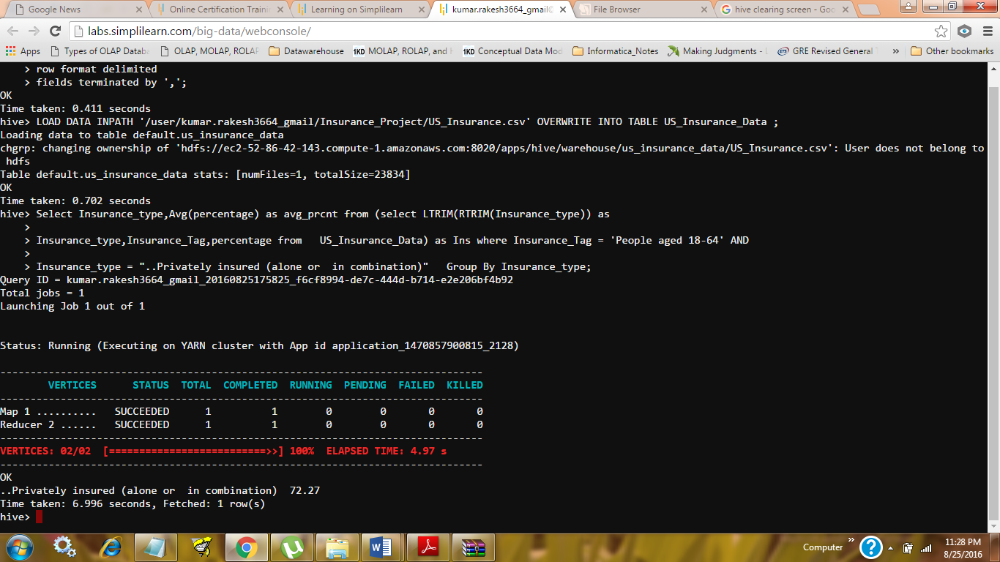 Google News
Online Certification Traini
Learning on Simplilearn
kumar.rakesh3664_gmail@
File Browser
hive clearing screen - Goo
labs.simplilearn.com/big-data/webconsole/
Apps
Types of OLAP Datab
OLAP, MOLAP, ROLAP
Datawarehouse
1KD MOLAP, ROLAP, and H
1KD Conceptual Data Mod
Informatica_Notes
Making Judgments - L
ETS GRE Revised General T
»
Other bookmarks
> row format delimited
> fields terminated by ',';
OK
Time taken: 0.411 seconds
hive> LOAD DATA INPATH '/user/kumar.rakesh3664_gmail/Insurance_Project/US_Insurance.csv' OVERWRITE INTO TABLE US_Insurance_Data ;
Loading data to table default.us_insurance_data
chgrp: changing ownership of 'hdfs://ec2-52-86-42-143.compute-1.amazonaws.com:8020/apps/hive/warehouse/us_insurance_data/US_Insurance.csv': User does not belong to
hdfs
Table default.us_insurance_data stats: [numFiles=1, totalSize=23834]
OK
Time taken: 0.702 seconds
hive> Select Insurance_type,Avg(percentage) as avg_prcnt from (select LTRIM(RTRIM(Insurance_type)) as
>
> Insurance_type,Insurance_Tag,percentage from   US_Insurance_Data) as Ins where Insurance_Tag = 'People aged 18-64' AND
>
> Insurance_type = "..Privately insured (alone or  in combination)"   Group By Insurance_type;
Query ID = kumar.rakesh3664_gmail_20160825175825_f6cf8994-de7c-444d-b714-e2e206bf4b92
Total jobs = 1
Launching Job 1 out of 1
Status: Running (Executing on YARN cluster with App id application_1470857900815_2128)
--------------------------------------------------------------------------------
VERTICES      STATUS  TOTAL  COMPLETED  RUNNING  PENDING  FAILED  KILLED
--------------------------------------------------------------------------------
Map 1 ..........   SUCCEEDED      1          1        0        0       0       0
Reducer 2 ......   SUCCEEDED      1          1        0        0       0       0
--------------------------------------------------------------------------------
VERTICES: 02/02  [==========================>>] 100%  ELAPSED TIME: 4.97 s
--------------------------------------------------------------------------------
OK
..Privately insured (alone or  in combination)  72.27
Time taken: 6.996 seconds, Fetched: 1 row(s)
hive>
Computer
»
11:28 PM
8/25/2016